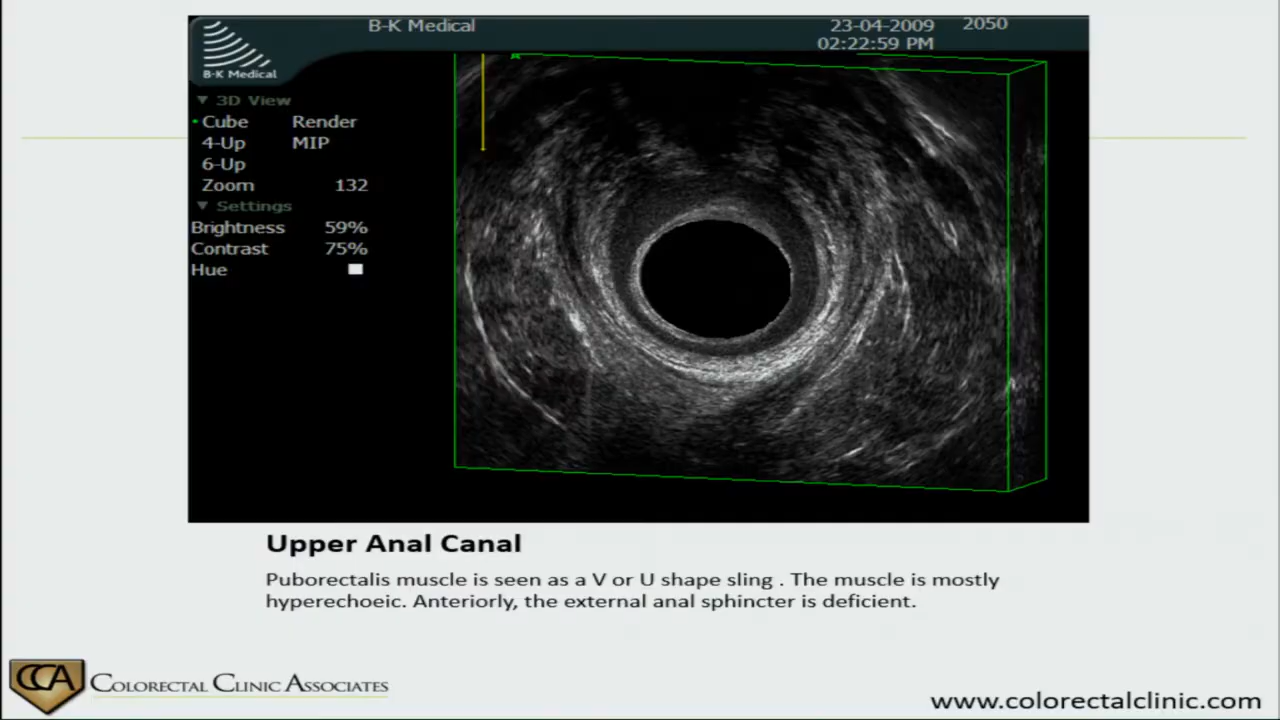 B-K Medical
23-04-2009 2050
02:22:59 PM
B-K Medical
3D View
Cube Render
4-Up MIP
6-Up
Zoom 132
Settings
Brightness 59%
Contrast 75%
Hue
A
Upper Anal Canal
Puborectalis muscle is seen as a V or U shape sling . The muscle is mostly
hyperechoeic. Anteriorly, the external anal sphincter is deficient.
CCA COLORECTAL CLINIC ASSOCIATES
www.colorectalclinic.com